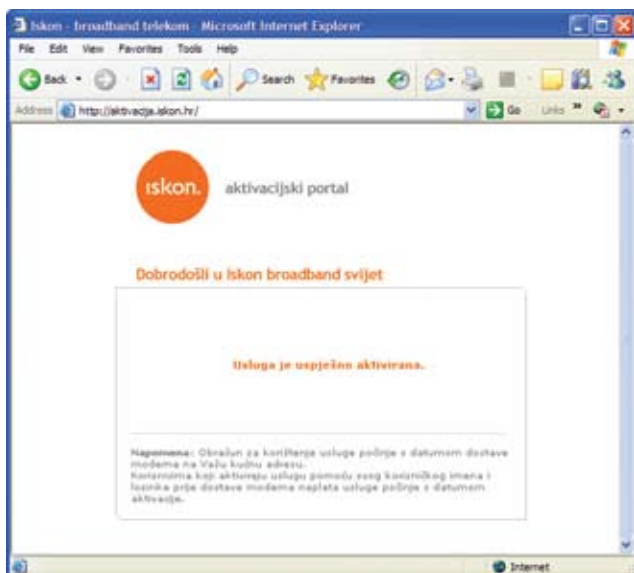 Iskon - broadband telekom - Microsoft Internet Explorer
File Edit View Favorites Tools Help
Back Search Favorites
Address http://aktivacija.iskon.hr/ Go Links »
ıskon. aktivacijski portal
Dobrodošli u Iskon broadband svijet
Usluga je uspješno aktivirana.
Napomena: Obračun za korištenje usluge počinje s datumom dostave
modema na Vašu kućnu adresu.
Korisnicima koji aktiviraju uslugu pomoću svog korisničkog imena i
lozinke prije dostave modema naplata usluge počinje s datumom
aktivacije.
Internet